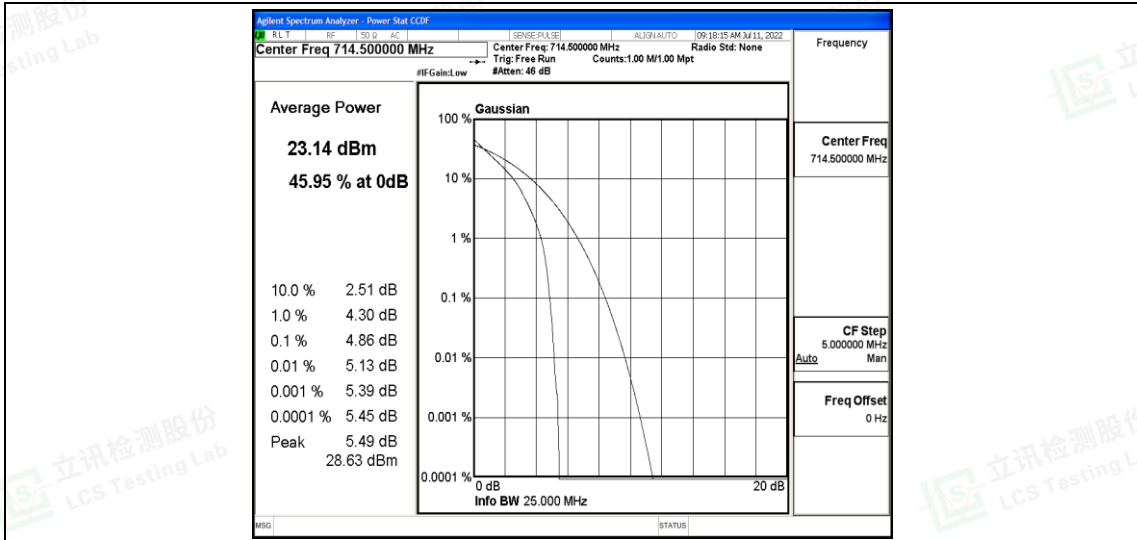 Agilent Spectrum Analyzer - Power Stat CCDF
RLT RF 50 Ω AC SENSE:PULSE ALIGNAUTO 09:18:15 AM Jul 11, 2022
Center Freq 714.500000 MHz
Center Freq: 714.500000 MHz Radio Std: None
Trig: Free Run Counts:1.00 M/1.00 Mpt
#IFGain:Low #Atten: 46 dB
Frequency
Average Power
23.14 dBm
45.95 % at 0dB
10.0 % 2.51 dB
1.0 % 4.30 dB
0.1 % 4.86 dB
0.01 % 5.13 dB
0.001 % 5.39 dB
0.0001 % 5.45 dB
Peak 5.49 dB
28.63 dBm
Gaussian
100 %
10 %
1 %
0.1 %
0.01 %
0.001 %
0.0001 %
0 dB 20 dB
Info BW 25.000 MHz
Center Freq
714.500000 MHz
CF Step
5.000000 MHz
Auto Man
Freq Offset
0 Hz
MSG STATUS
立讯检测股份
LCS Testing Lab
立讯检测股份
LCS Testing L